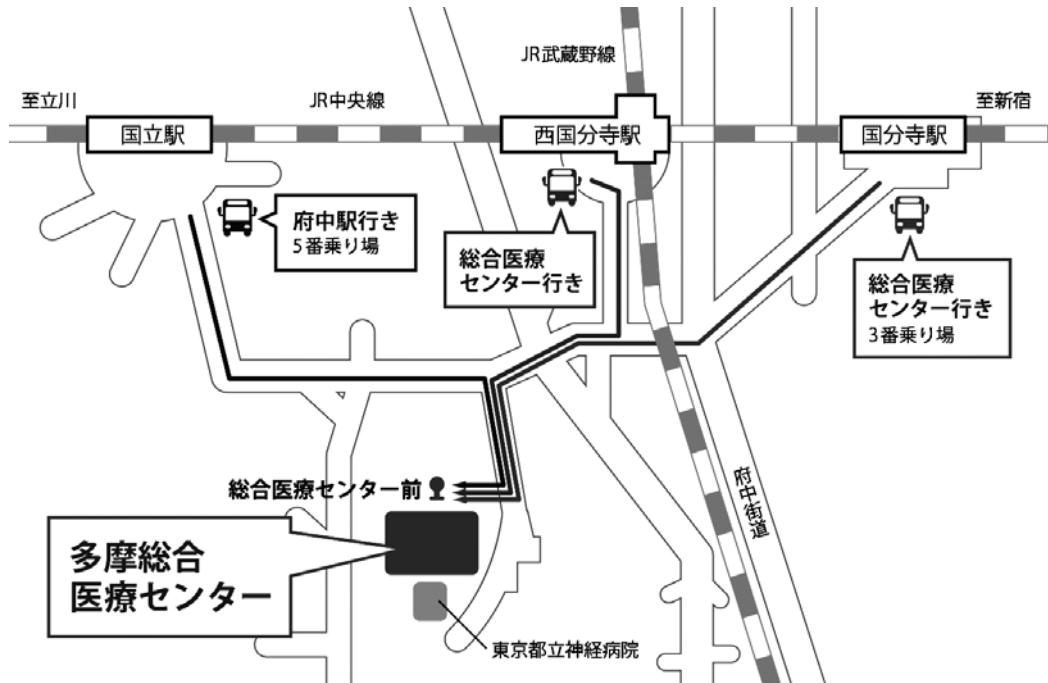 JR武蔵野線
至立川
JR中央線
至新宿
国立駅
西国分寺駅
国分寺駅
府中駅行き
5番乗り場
総合医療
センター行き
総合医療
センター行き
3番乗り場
総合医療センター前
府中街道
多摩総合
医療センター
東京都立神経病院